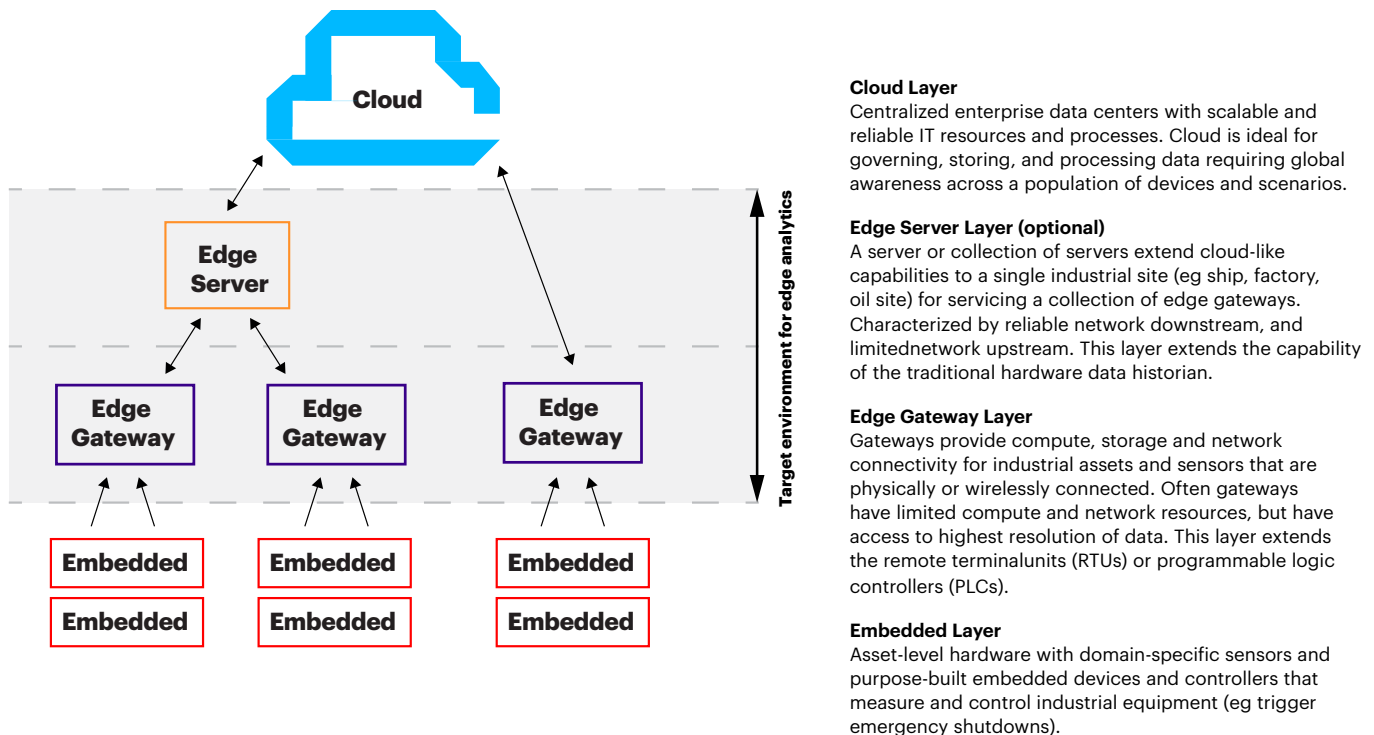 Cloud
Edge
Server
Edge
Gateway
Edge
Gateway
Edge
Gateway
Embedded
Embedded
Embedded
Embedded
Embedded
Embedded
Target environment for edge analytics
Cloud Layer
Centralized enterprise data centers with scalable and
reliable IT resources and processes. Cloud is ideal for
governing, storing, and processing data requiring global
awareness across a population of devices and scenarios.
Edge Server Layer (optional)
A server or collection of servers extend cloud-like
capabilities to a single industrial site (eg ship, factory,
oil site) for servicing a collection of edge gateways.
Characterized by reliable network downstream, and
limitednetwork upstream. This layer extends the capability
of the traditional hardware data historian.
Edge Gateway Layer
Gateways provide compute, storage and network
connectivity for industrial assets and sensors that are
physically or wirelessly connected. Often gateways
have limited compute and network resources, but have
access to highest resolution of data. This layer extends
the remote terminalunits (RTUs) or programmable logic
controllers (PLCs).
Embedded Layer
Asset-level hardware with domain-specific sensors and
purpose-built embedded devices and controllers that
measure and control industrial equipment (eg trigger
emergency shutdowns).